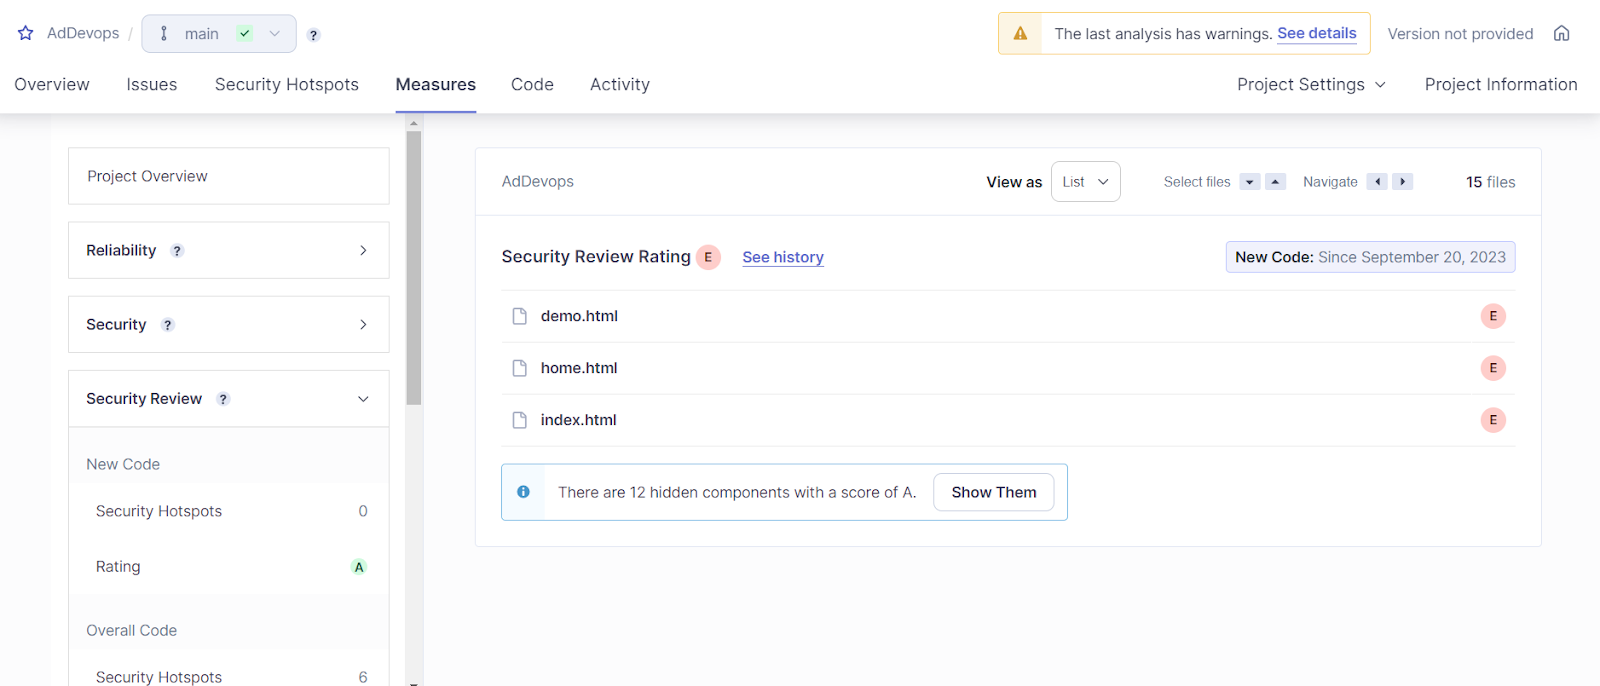 AdDevops / main ?
The last analysis has warnings. See details
Version not provided
Overview Issues Security Hotspots Measures Code Activity Project Settings Project Information
Project Overview
Reliability ?
Security ?
Security Review ?
New Code
Security Hotspots 0
Rating A
Overall Code
Security Hotspots 6
AdDevops View as List Select files Navigate 15 files
Security Review Rating E See history New Code: Since September 20, 2023
demo.html E
home.html E
index.html E
There are 12 hidden components with a score of A. Show Them